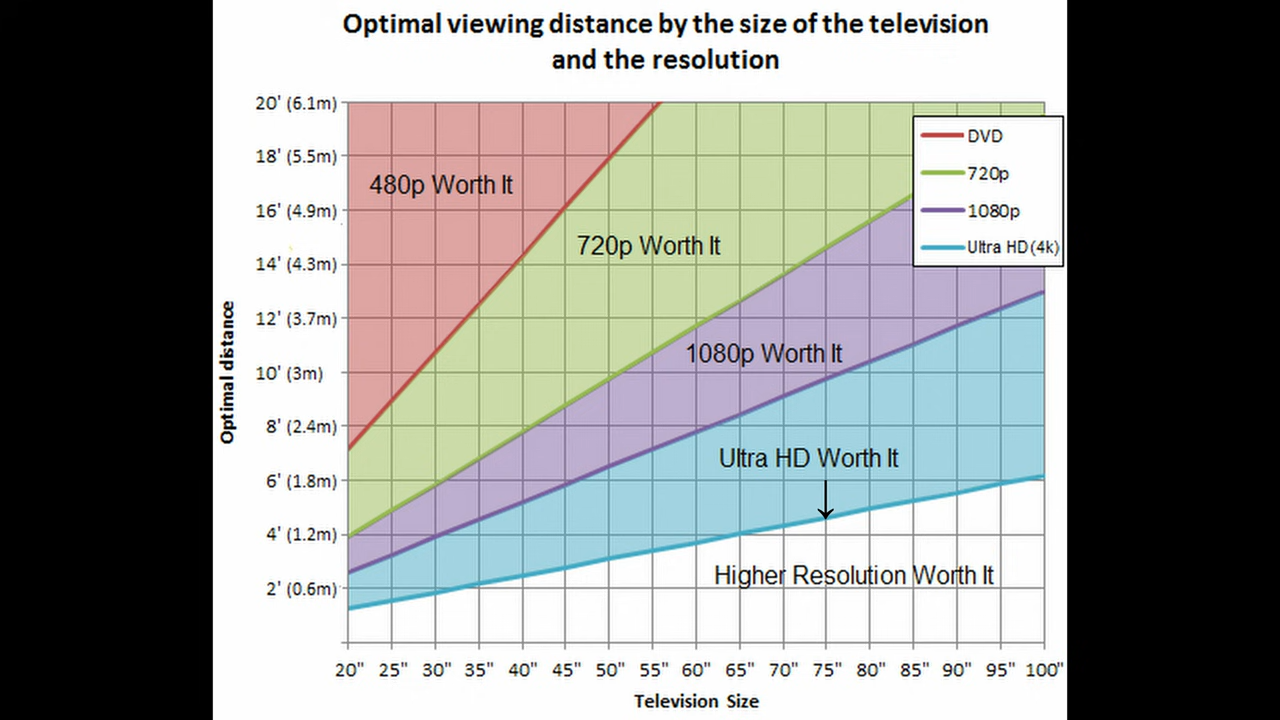 Optimal viewing distance by the size of the television
and the resolution
20' (6.1m)
18' (5.5m)
16' (4.9m)
14' (4.3m)
12' (3.7m)
10' (3m)
8' (2.4m)
6' (1.8m)
4' (1.2m)
2' (0.6m)
Optimal distance
480p Worth It
720p Worth It
1080p Worth It
Ultra HD Worth It
Higher Resolution Worth It
DVD
720p
1080p
Ultra HD (4k)
20" 25" 30" 35" 40" 45" 50" 55" 60" 65" 70" 75" 80" 85" 90" 95" 100"
Television Size